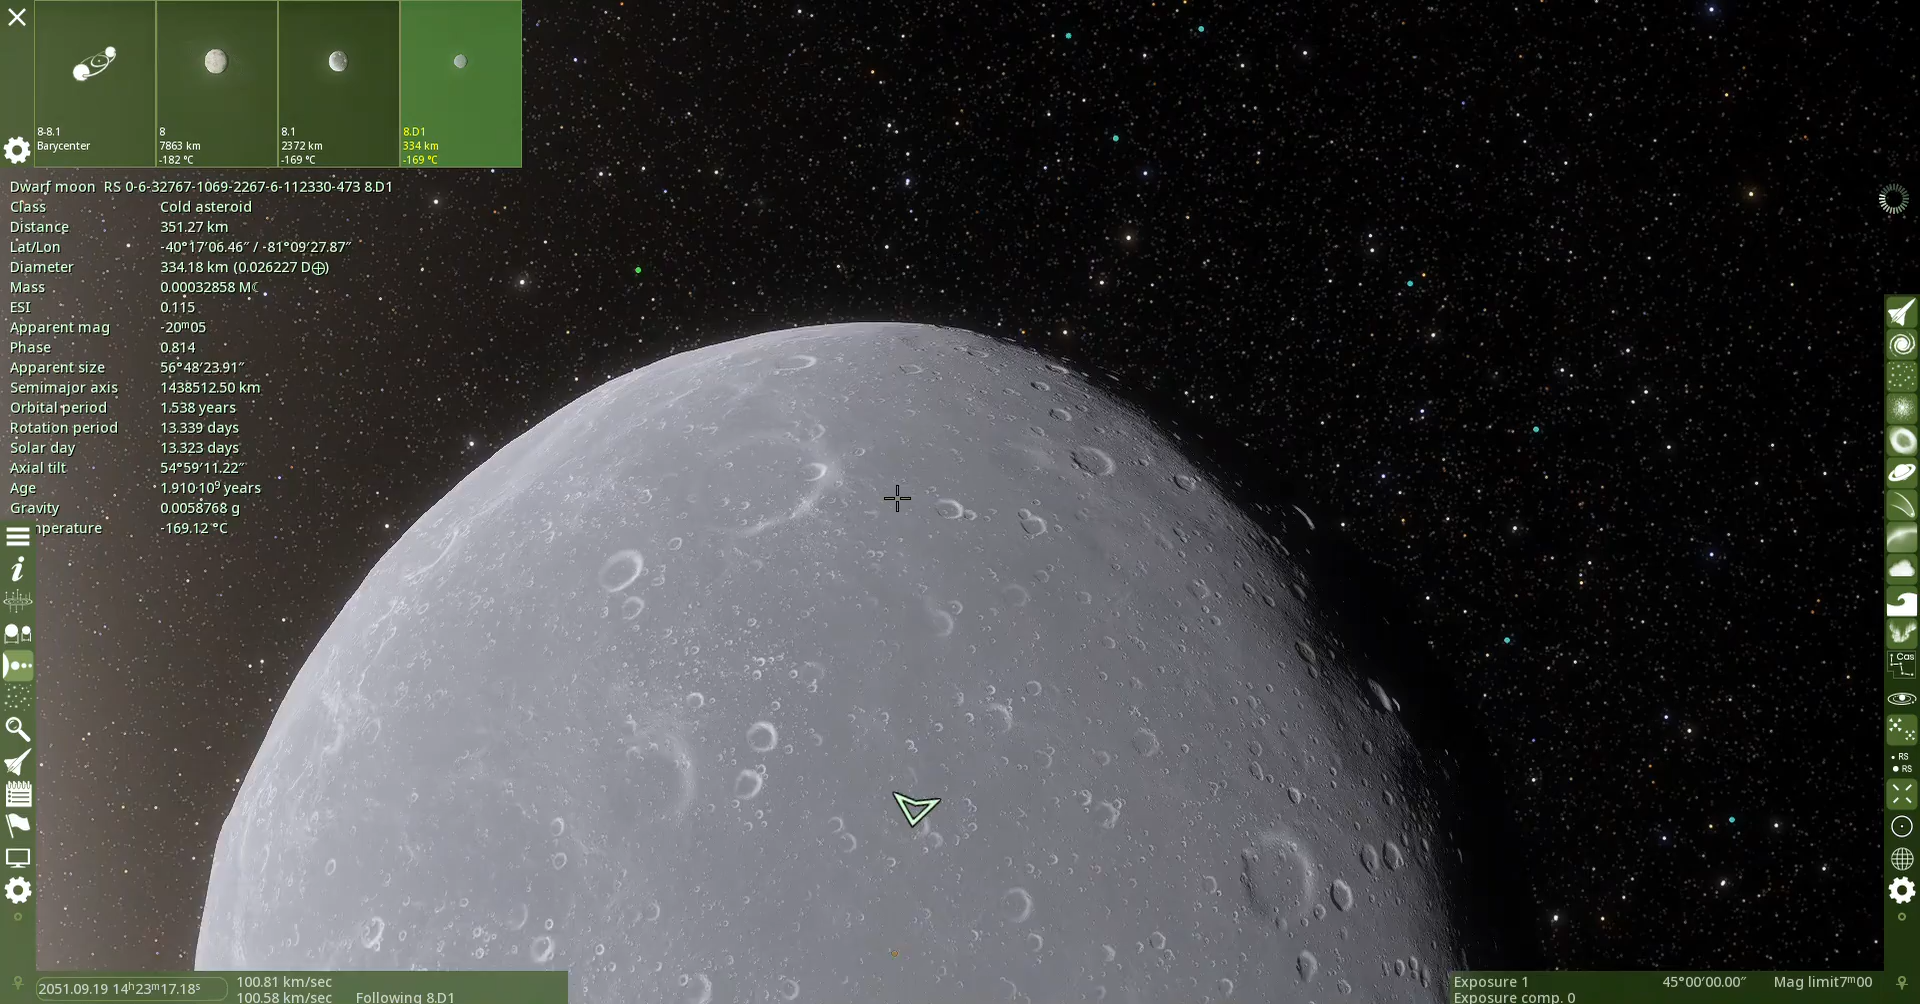 8-8.1
Barycenter
8
7863 km
-182 °C
8.1
2372 km
-169 °C
8.D1
334 km
-169 °C
Dwarf moon RS 0-6-32767-1069-2267-6-112330-473 8.D1
Class Cold asteroid
Distance 351.27 km
Lat/Lon -40°17′06.46″ / -81°09′27.87″
Diameter 334.18 km (0.026227 D⊕)
Mass 0.00032858 M☾
ESI 0.115
Apparent mag -20ᵐ05
Phase 0.814
Apparent size 56°48′23.91″
Semimajor axis 1438512.50 km
Orbital period 1.538 years
Rotation period 13.339 days
Solar day 13.323 days
Axial tilt 54°59′11.22″
Age 1.910·10⁹ years
Gravity 0.0058768 g
perature -169.12 °C
Cas
RS
RS
2051.09.19 14ʰ23ᵐ17.18ˢ
100.81 km/sec
100.58 km/sec Following 8.D1
Exposure 1 45°00′00.00″ Mag limit7ᵐ00
Exposure comp. 0